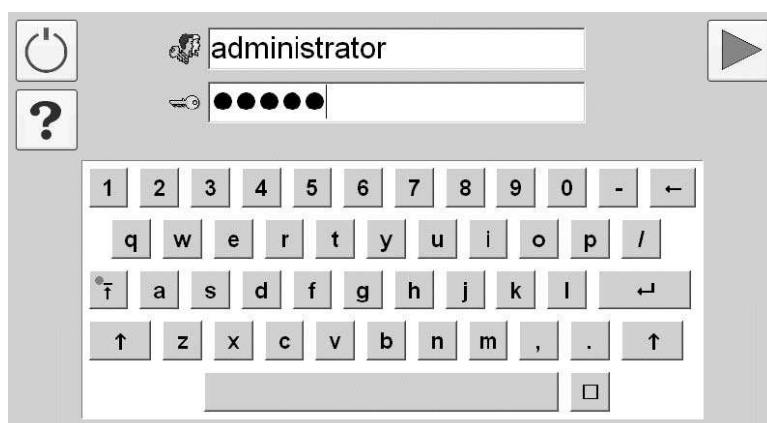 administrator
●●●●●
?
1 2 3 4 5 6 7 8 9 0 - ←
q w e r t y u i o p /
↑ a s d f g h j k l ↵
↑ z x c v b n m , . ↑